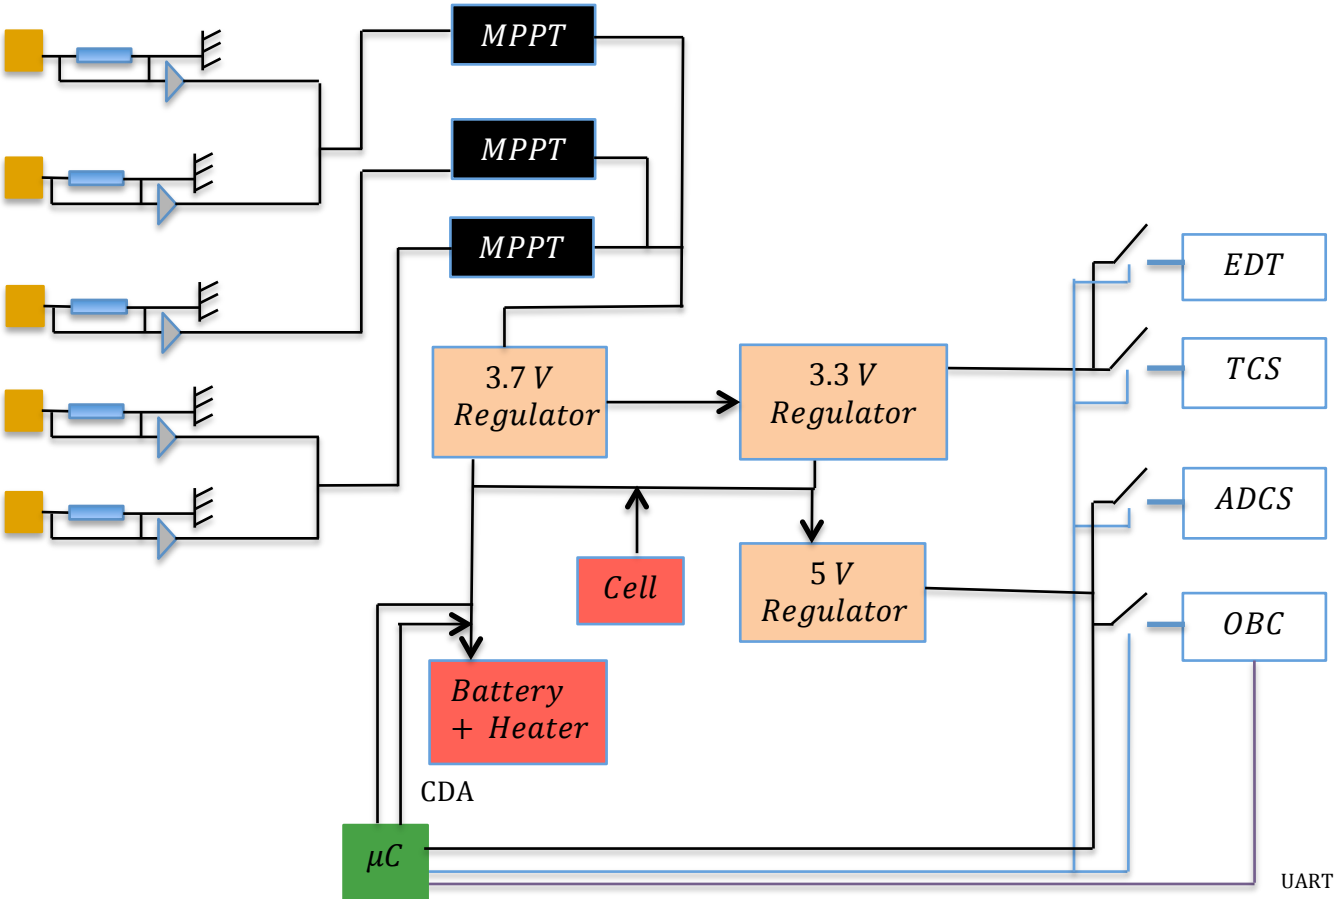 MPPT
MPPT
MPPT
EDT
3.7 V
Regulator
3.3 V
Regulator
TCS
ADCS
Cell
5 V
Regulator
OBC
Battery
+ Heater
CDA
μC
UART